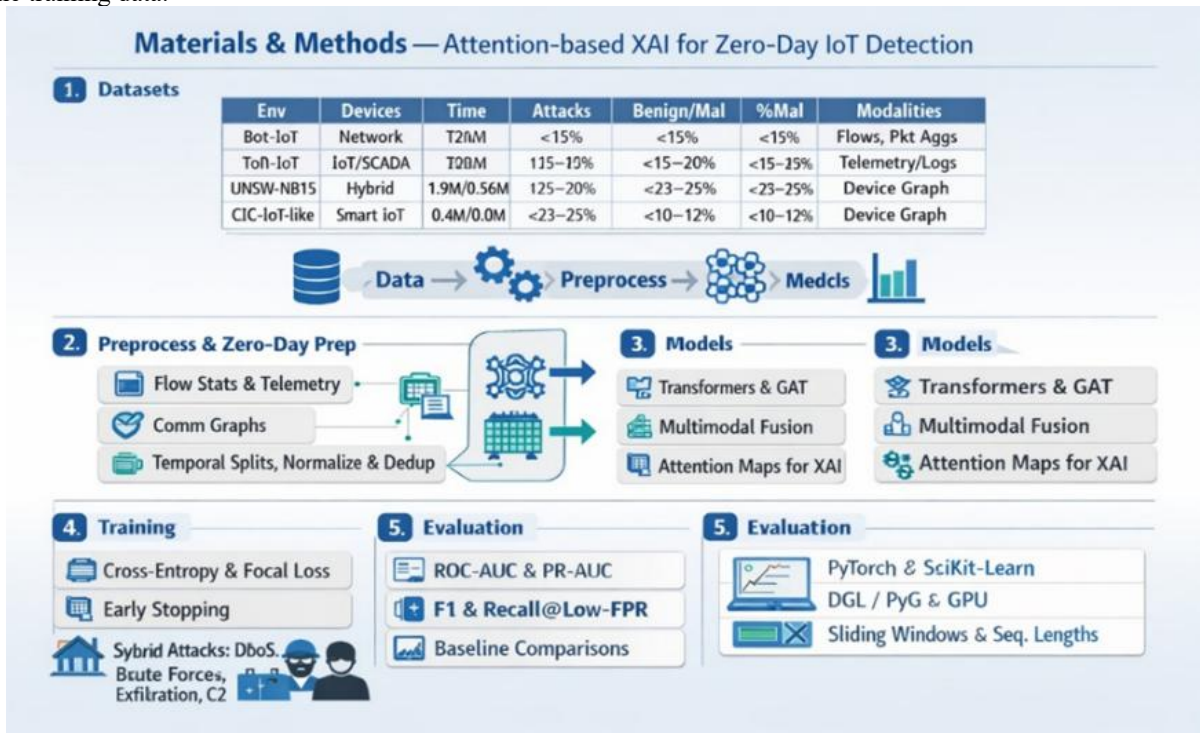 training data.
Materials & Methods — Attention-based XAI for Zero-Day IoT Detection
1. Datasets
Env Devices Time Attacks Benign/Mal %Mal Modalities
Bot-IoT Network <15% <15% <15% Flows, Pkt Aggs
IoT/SCADA <15–20% Telemetry/Logs
UNSW-NB15 Hybrid 1.9M/0.56M 125–20% <23–25% <23–25% Device Graph
CIC-IoT-like Smart ioT 0.4M/0.0M <23–25% <10–12% <10–12% Device Graph
Data → Preprocess → Medcls
2. Preprocess & Zero-Day Prep
Flow Stats & Telemetry
Comm Graphs
Temporal Splits, Normalize & Dedup
3. Models
Transformers & GAT
Multimodal Fusion
Attention Maps for XAI
3. Models
Transformers & GAT
Multimodal Fusion
Attention Maps for XAI
4. Training
Cross-Entropy & Focal Loss
Early Stopping
Sybrid Attacks: DboS.
Bcute Forces,
Exfiltration, C2
5. Evaluation
ROC-AUC & PR-AUC
F1 & Recall@Low-FPR
Baseline Comparisons
5. Evaluation
PyTorch & SciKit-Learn
DGL / PyG & GPU
Sliding Windows & Seq. Lengths